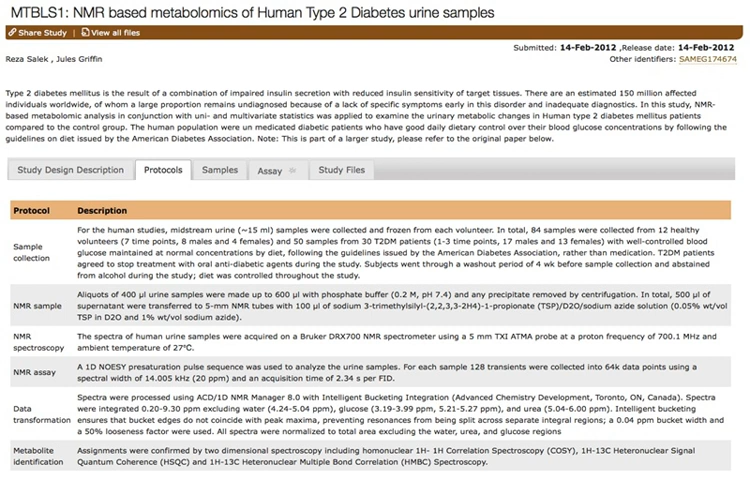 MTBLS1: NMR based metabolomics of Human Type 2 Diabetes urine samples
Share Study | View all files
Submitted: 14-Feb-2012 ,Release date: 14-Feb-2012
Reza Salek , Jules Griffin
Other identifiers: SAMEG174674
Type 2 diabetes mellitus is the result of a combination of impaired insulin secretion with reduced insulin sensitivity of target tissues. There are an estimated 150 million affected
individuals worldwide, of whom a large proportion remains undiagnosed because of a lack of specific symptoms early in this disorder and inadequate diagnostics. In this study, NMR-
based metabolomic analysis in conjunction with uni- and multivariate statistics was applied to examine the urinary metabolic changes in Human type 2 diabetes mellitus patients
compared to the control group. The human population were un medicated diabetic patients who have good daily dietary control over their blood glucose concentrations by following the
guidelines on diet issued by the American Diabetes Association. Note: This is part of a larger study, please refer to the original paper below.
Study Design Description Protocols Samples Assay Study Files
Protocol Description
Sample collection
For the human studies, midstream urine (~15 ml) samples were collected and frozen from each volunteer. In total, 84 samples were collected from 12 healthy
volunteers (7 time points, 8 males and 4 females) and 50 samples from 30 T2DM patients (1-3 time points, 17 males and 13 females) with well-controlled blood
glucose maintained at normal concentrations by diet, following the guidelines issued by the American Diabetes Association, rather than medication. T2DM patients
agreed to stop treatment with oral anti-diabetic agents during the study. Subjects went through a washout period of 4 wk before sample collection and abstained
from alcohol during the study; diet was controlled throughout the study.
NMR sample
Aliquots of 400 µl urine samples were made up to 600 µl with phosphate buffer (0.2 M, pH 7.4) and any precipitate removed by centrifugation. In total, 500 µl of
supernatant were transferred to 5-mm NMR tubes with 100 µl of sodium 3-trimethylsilyl-(2,2,3,3-2H4)-1-propionate (TSP)/D2O/sodium azide solution (0.05% wt/vol
TSP in D2O and 1% wt/vol sodium azide).
NMR spectroscopy
The spectra of human urine samples were acquired on a Bruker DRX700 NMR spectrometer using a 5 mm TXI ATMA probe at a proton frequency of 700.1 MHz and
ambient temperature of 27℃.
NMR assay
A 1D NOESY presaturation pulse sequence was used to analyze the urine samples. For each sample 128 transients were collected into 64k data points using a
spectral width of 14.005 kHz (20 ppm) and an acquisition time of 2.34 s per FID.
Data transformation
Spectra were processed using ACD/1D NMR Manager 8.0 with Intelligent Bucketing Integration (Advanced Chemistry Development, Toronto, ON, Canada). Spectra
were integrated 0.20-9.30 ppm excluding water (4.24-5.04 ppm), glucose (3.19-3.99 ppm, 5.21-5.27 ppm), and urea (5.04-6.00 ppm). Intelligent bucketing
ensures that bucket edges do not coincide with peak maxima, preventing resonances from being split across separate integral regions; a 0.04 ppm bucket width and
a 50% looseness factor were used. All spectra were normalized to total area excluding the water, urea, and glucose regions
Metabolite identification
Assignments were confirmed by two dimensional spectroscopy including homonuclear 1H- 1H Correlation Spectroscopy (COSY), 1H-13C Heteronuclear Signal
Quantum Coherence (HSQC) and 1H-13C Heteronuclear Multiple Bond Correlation (HMBC) Spectroscopy.